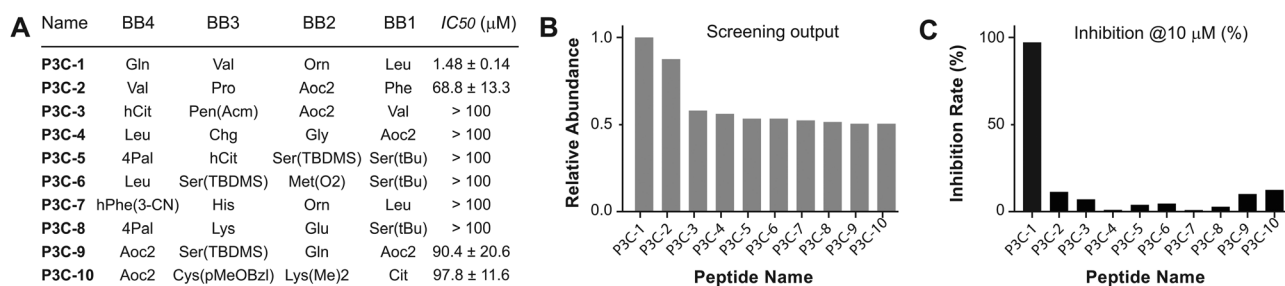 A
Name BB4 BB3 BB2 BB1 IC50 (μM)
P3C-1 Gln Val Orn Leu 1.48 ± 0.14
P3C-2 Val Pro Aoc2 Phe 68.8 ± 13.3
P3C-3 hCit Pen(Acm) Aoc2 Val > 100
P3C-4 Leu Chg Gly Aoc2 > 100
P3C-5 4Pal hCit Ser(TBDMS) Ser(tBu) > 100
P3C-6 Leu Ser(TBDMS) Met(O2) Ser(tBu) > 100
P3C-7 hPhe(3-CN) His Orn Leu > 100
P3C-8 4Pal Lys Glu Ser(tBu) > 100
P3C-9 Aoc2 Ser(TBDMS) Gln Aoc2 90.4 ± 20.6
P3C-10 Aoc2 Cys(pMeOBzl) Lys(Me)2 Cit 97.8 ± 11.6
B
Screening output
Relative Abundance
1.0
0.5
0.0
P3C-1 P3C-2 P3C-3 P3C-4 P3C-5 P3C-6 P3C-7 P3C-8 P3C-9 P3C-10
Peptide Name
C
Inhibition @10 μM (%)
Inhibition Rate (%)
100
50
0
P3C-1 P3C-2 P3C-3 P3C-4 P3C-5 P3C-6 P3C-7 P3C-8 P3C-9 P3C-10
Peptide Name